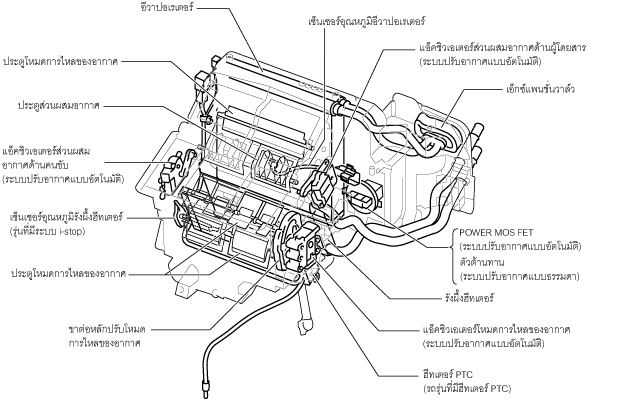 อีวาปอเรเตอร์
เซ็นเซอร์อุณหภูมิอีวาปอเรเตอร์
แอ็คชิวเอเตอร์ส่วนผสมอากาศด้านผู้โดยสาร
(ระบบปรับอากาศแบบอัตโนมัติ)
ประตูโหมดการไหลของอากาศ
เอ็กซ์แพนชั่นวาล์ว
ประตูส่วนผสมอากาศ
แอ็คชิวเอเตอร์ส่วนผสม
อากาศด้านคนขับ
(ระบบปรับอากาศแบบอัตโนมัติ)
เซ็นเซอร์อุณหภูมิรังผึ้งฮีทเตอร์
(รุ่นที่มีระบบ i-stop)
POWER MOS FET
(ระบบปรับอากาศแบบอัตโนมัติ)
ตัวต้านทาน
(ระบบปรับอากาศแบบธรรมดา)
ประตูโหมดการไหลของอากาศ
รังผึ้งฮีทเตอร์
ขาต่อหลักปรับโหมด
การไหลของอากาศ
แอ็คชิวเอเตอร์โหมดการไหลของอากาศ
(ระบบปรับอากาศแบบอัตโนมัติ)
ฮีทเตอร์ PTC
(รถรุ่นที่มีฮีทเตอร์ PTC)